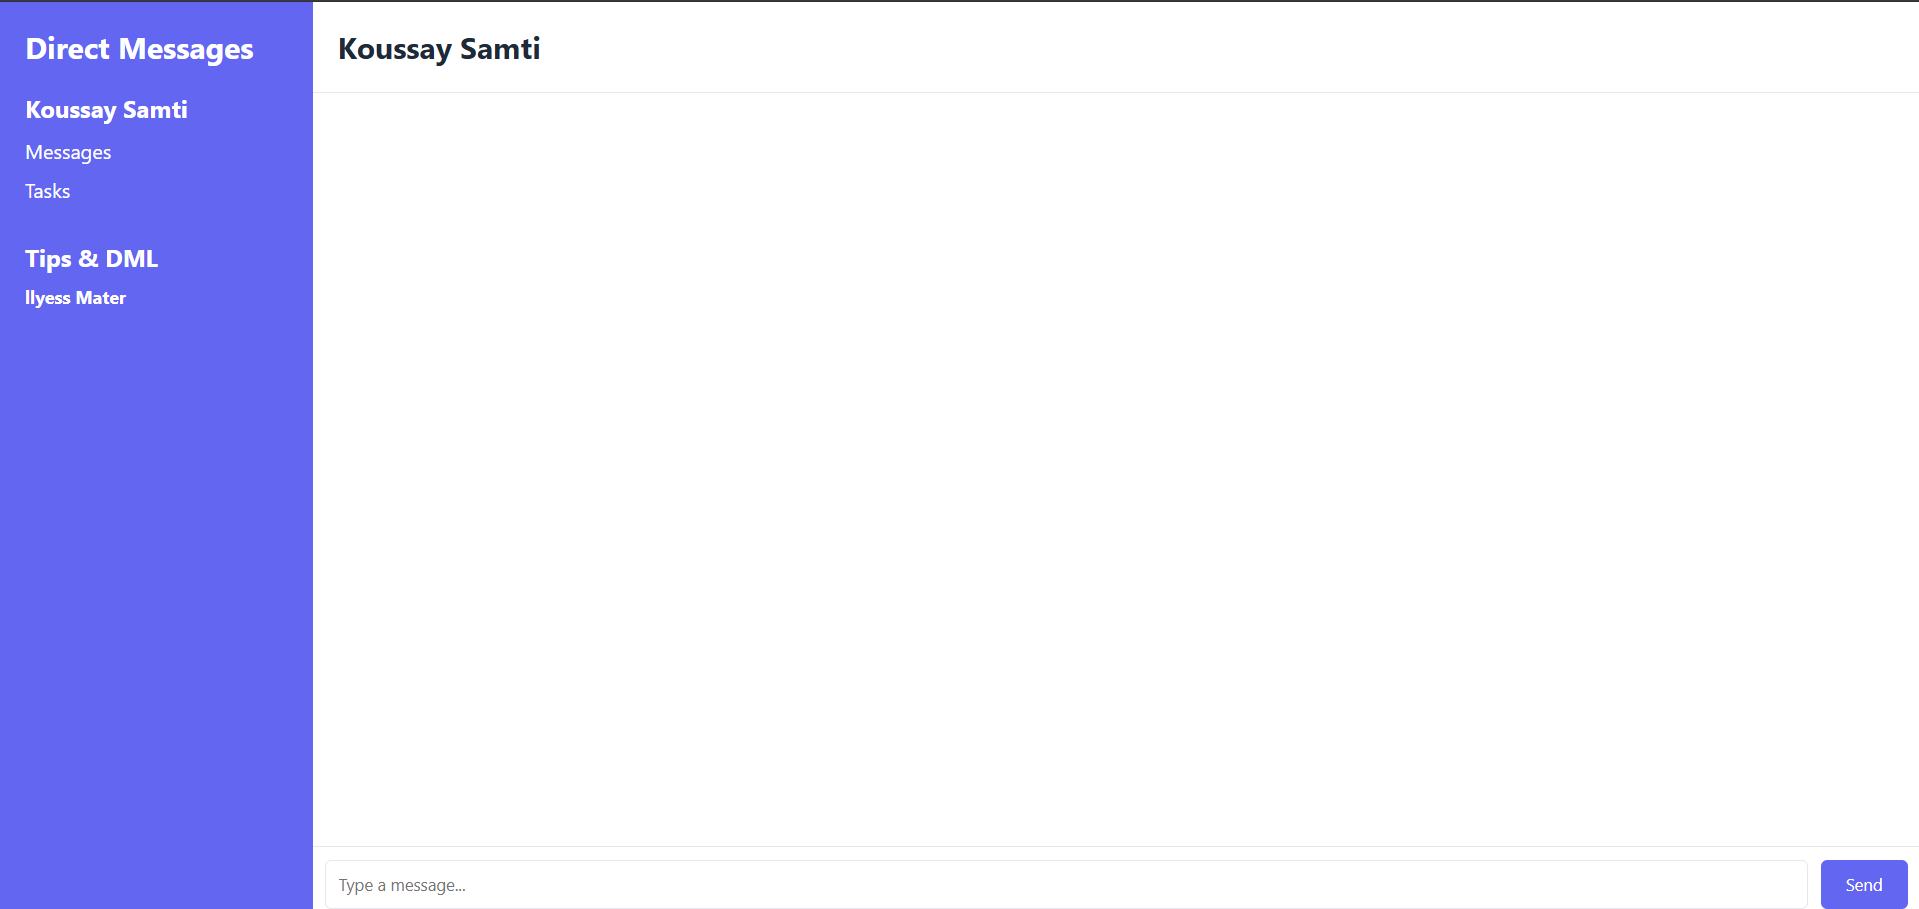 Direct Messages
Koussay Samti
Messages
Tasks
Tips & DML
Ilyess Mater
Koussay Samti
Type a message...
Send